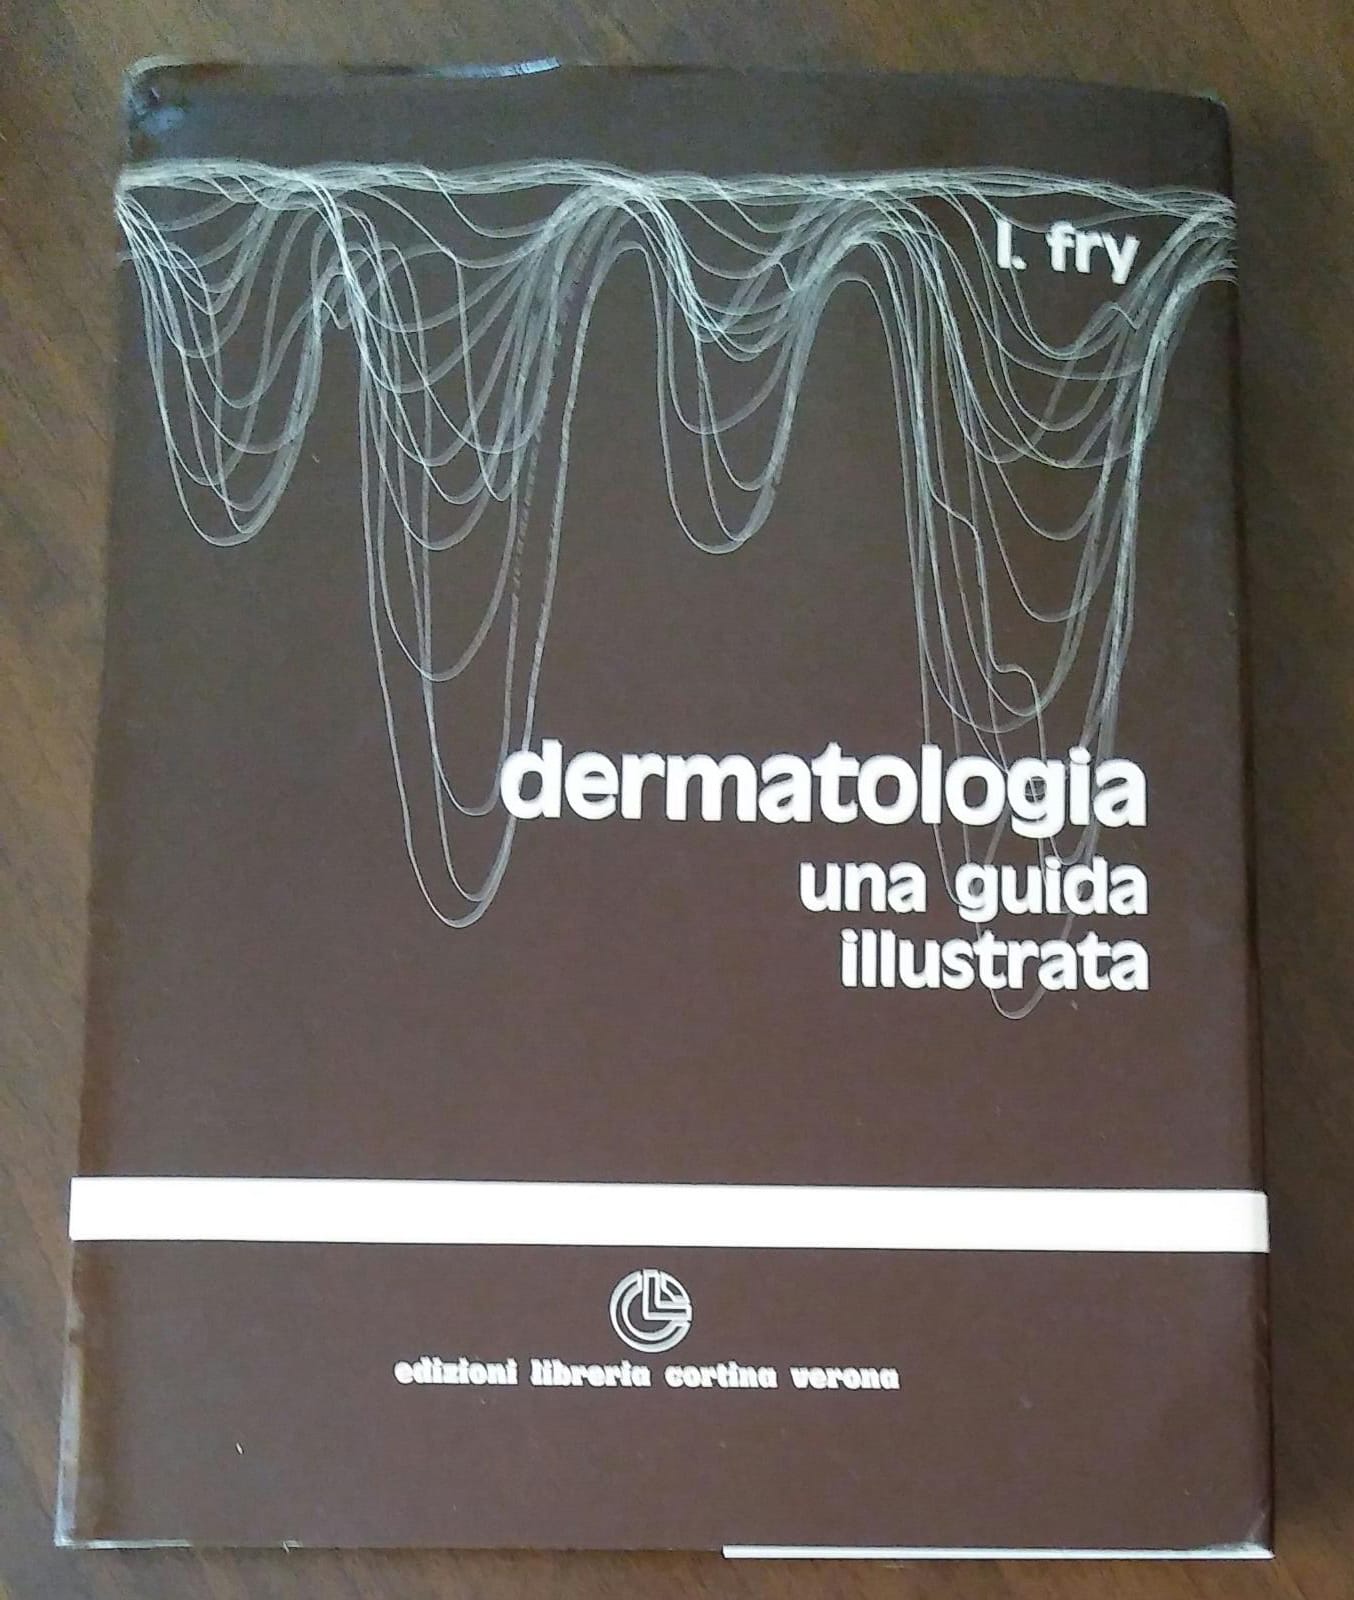 l. fry
dermatologia
una guida
illustrata
edizioni libreria cortina verona